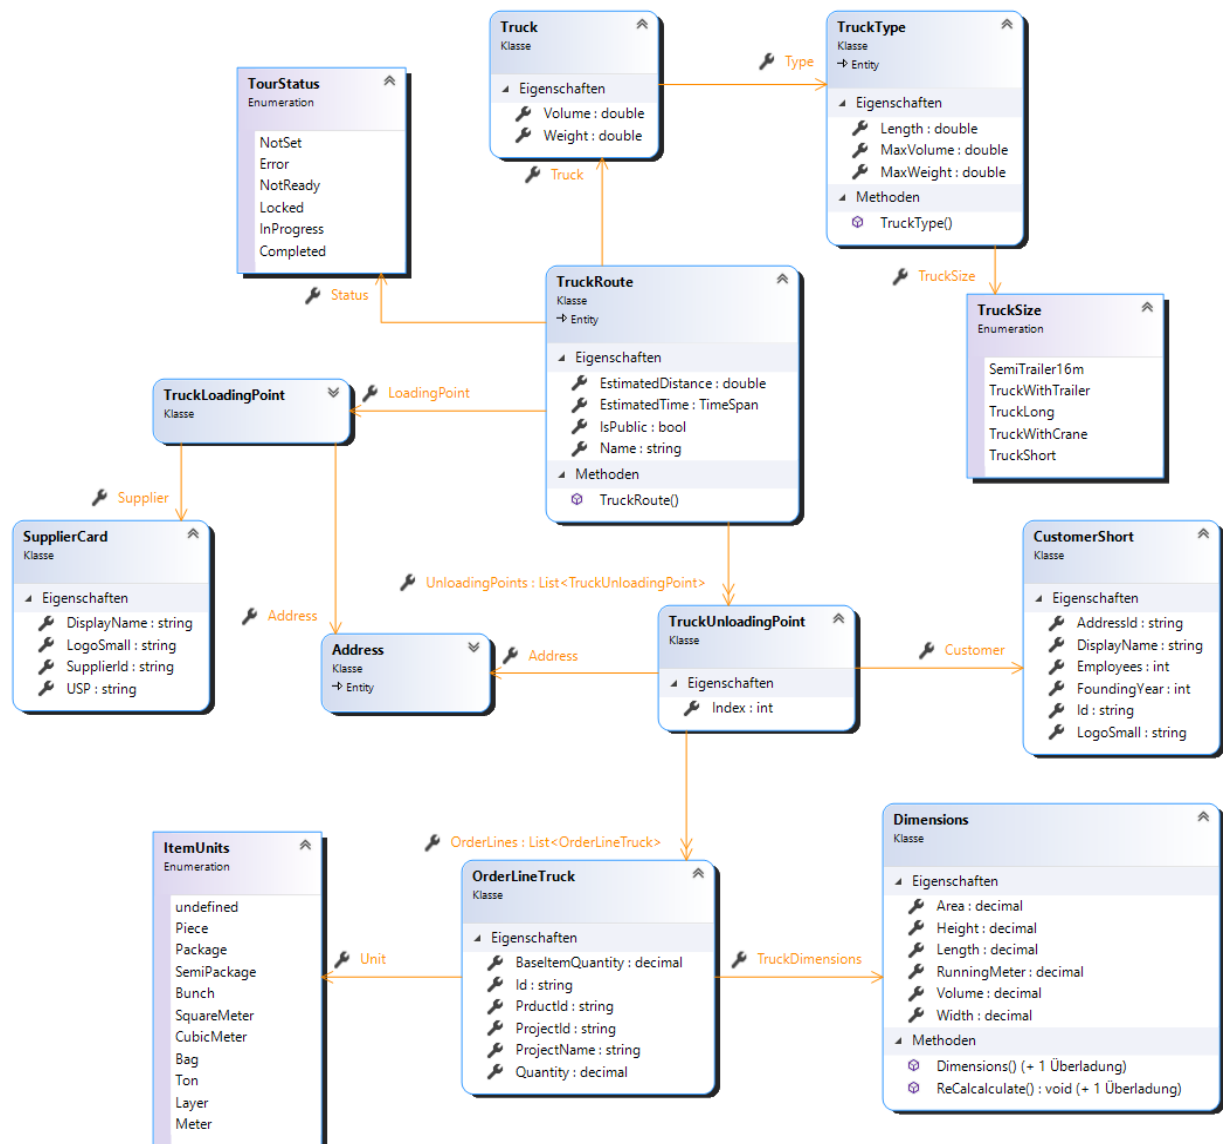 Truck
Klasse
Eigenschaften
Volume : double
Weight : double
Type
TruckType
Klasse
Entity
Eigenschaften
Length : double
MaxVolume : double
MaxWeight : double
Methoden
TruckType()
TourStatus
Enumeration
NotSet
Error
NotReady
Locked
InProgress
Completed
Truck
Status
TruckRoute
Klasse
Entity
Eigenschaften
EstimatedDistance : double
EstimatedTime : TimeSpan
IsPublic : bool
Name : string
Methoden
TruckRoute()
TruckSize
TruckSize
Enumeration
SemiTrailer16m
TruckWithTrailer
TruckLong
TruckWithCrane
TruckShort
TruckLoadingPoint
Klasse
LoadingPoint
Supplier
SupplierCard
Klasse
Eigenschaften
DisplayName : string
LogoSmall : string
SupplierId : string
USP : string
Address
Address
Klasse
Entity
Address
UnloadingPoints : List<TruckUnloadingPoint>
TruckUnloadingPoint
Klasse
Eigenschaften
Index : int
Customer
CustomerShort
Klasse
Eigenschaften
AddressId : string
DisplayName : string
Employees : int
FoundingYear : int
Id : string
LogoSmall : string
OrderLines : List<OrderLineTruck>
ItemUnits
Enumeration
undefined
Piece
Package
SemiPackage
Bunch
SquareMeter
CubicMeter
Bag
Ton
Layer
Meter
Unit
OrderLineTruck
Klasse
Eigenschaften
BaseItemQuantity : decimal
Id : string
PrductId : string
ProjectId : string
ProjectName : string
Quantity : decimal
TruckDimensions
Dimensions
Klasse
Eigenschaften
Area : decimal
Height : decimal
Length : decimal
RunningMeter : decimal
Volume : decimal
Width : decimal
Methoden
Dimensions() (+ 1 Überladung)
ReCalcalculate() : void (+ 1 Überladung)